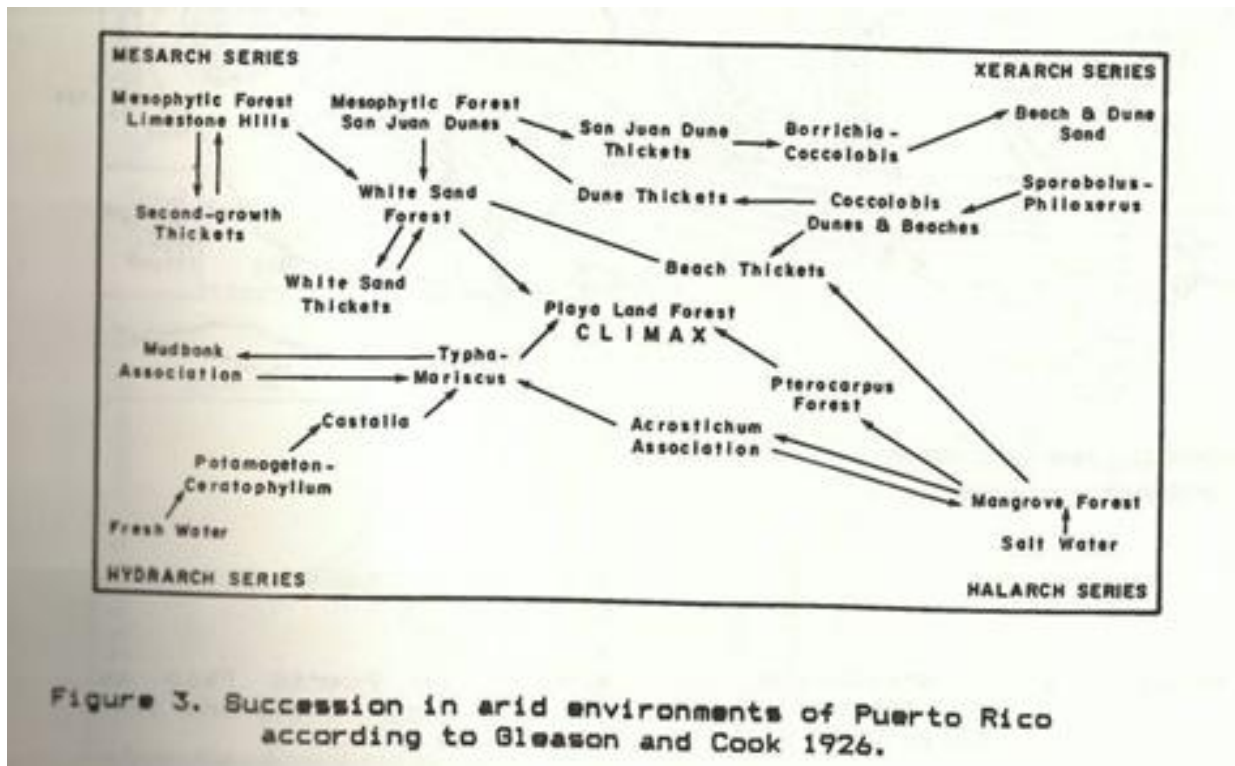 MESARCH SERIES
XERARCH SERIES
Mesophytic Forest
Limestone Hills
Mesophytic Forest
San Juan Dunes
San Juan Dune
Thickets
Borrichia-
Coccolobis
Beach & Dune
Sand
Second-growth
Thickets
White Sand
Forest
Dune Thickets
Coccolobis
Dunes & Beaches
Sporobolus-
Philoxerus
White Sand
Thickets
Beach Thickets
Playa Land Forest
CLIMAX
Mudbank
Association
Typha-
Mariscus
Pterocarpus
Forest
Castalia
Acrostichum
Association
Potamogeton-
Ceratophyllum
Mangrove Forest
Fresh Water
Salt Water
HYDRARCH SERIES
HALARCH SERIES
Figure 3. Succession in arid environments of Puerto Rico
according to Gleason and Cook 1926.